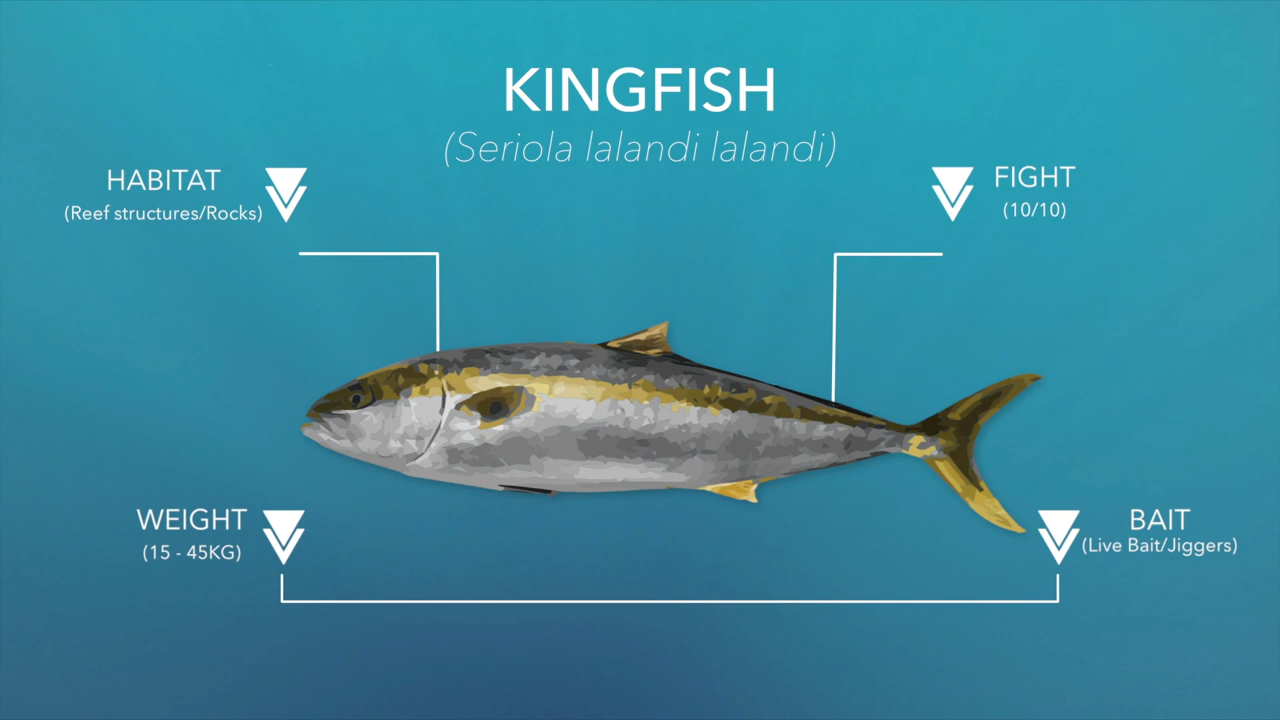 KINGFISH
(Seriola lalandi lalandi)
HABITAT
(Reef structures/Rocks)
FIGHT
(10/10)
WEIGHT
(15 - 45KG)
BAIT
(Live Bait/Jiggers)